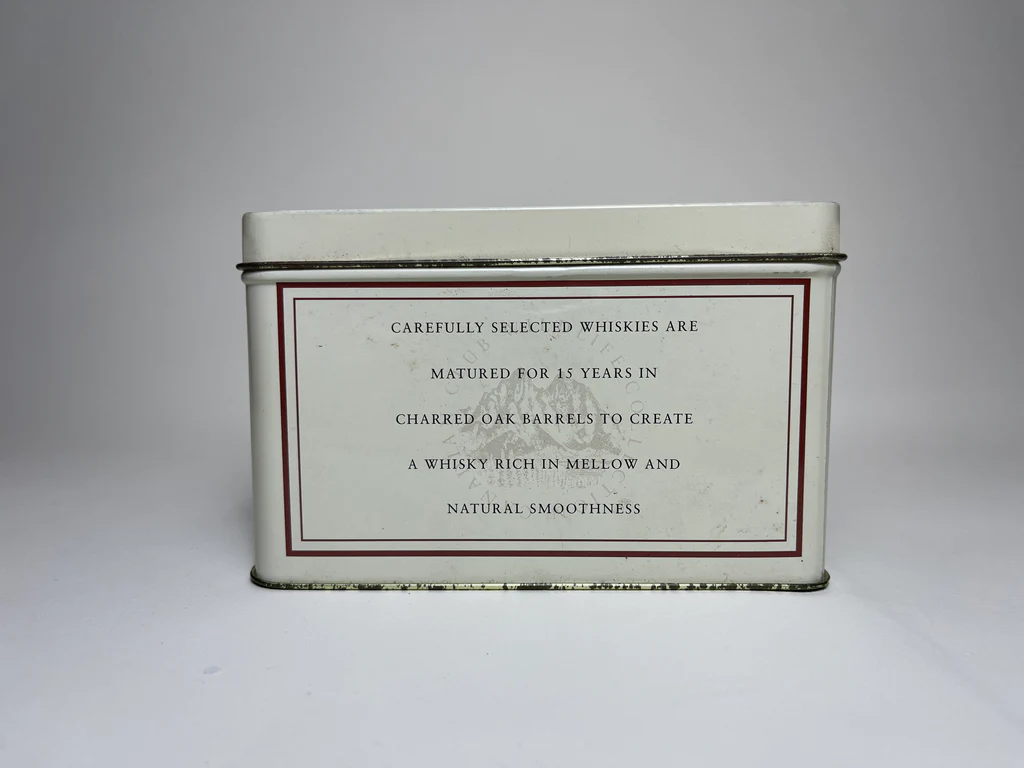 CAREFULLY SELECTED WHISKIES ARE
MATURED FOR 15 YEARS IN
CHARRED OAK BARRELS TO CREATE
A WHISKY RICH IN MELLOW AND
NATURAL SMOOTHNESS